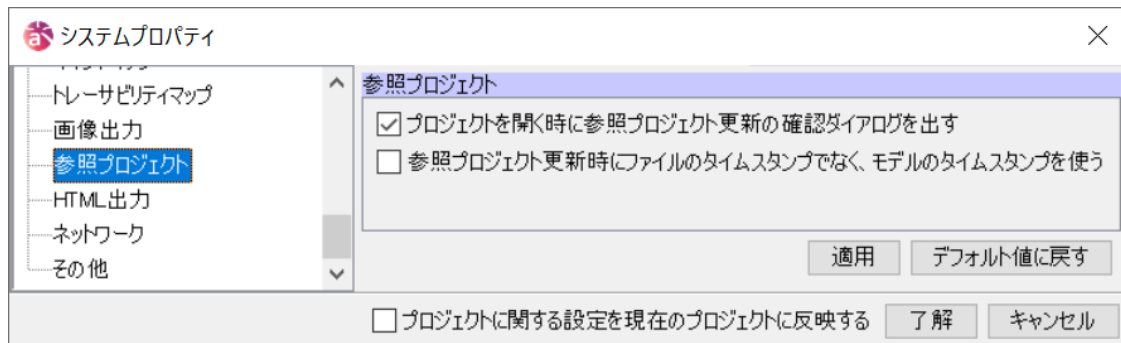 システムプロパティ
トレーサビリティマップ
画像出力
参照プロジェクト
HTML出力
ネットワーク
その他
参照プロジェクト
プロジェクトを開く時に参照プロジェクト更新の確認ダイアログを出す
参照プロジェクト更新時にファイルのタイムスタンプでなく、モデルのタイムスタンプを使う
適用 デフォルト値に戻す
プロジェクトに関する設定を現在のプロジェクトに反映する 了解 キャンセル